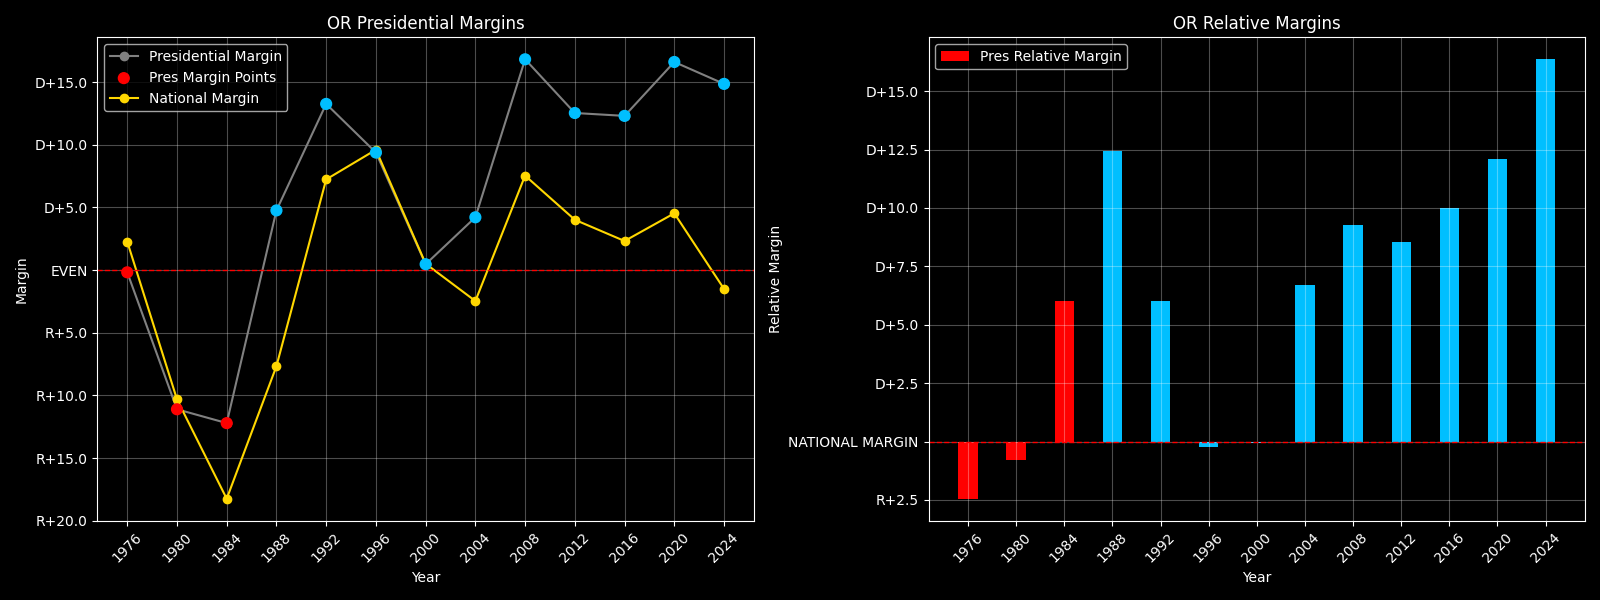 OR Presidential Margins
Presidential Margin
Pres Margin Points
National Margin
D+15.0
D+10.0
D+5.0
EVEN
R+5.0
R+10.0
R+15.0
R+20.0
Margin
1976 1980 1984 1988 1992 1996 2000 2004 2008 2012 2016 2020 2024
Year
OR Relative Margins
Pres Relative Margin
D+15.0
D+12.5
D+10.0
D+7.5
D+5.0
D+2.5
NATIONAL MARGIN
R+2.5
Relative Margin
1976 1980 1984 1988 1992 1996 2000 2004 2008 2012 2016 2020 2024
Year